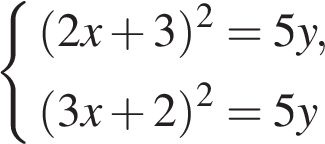 (2x + 3)² = 5y,
(3x + 2)² = 5y